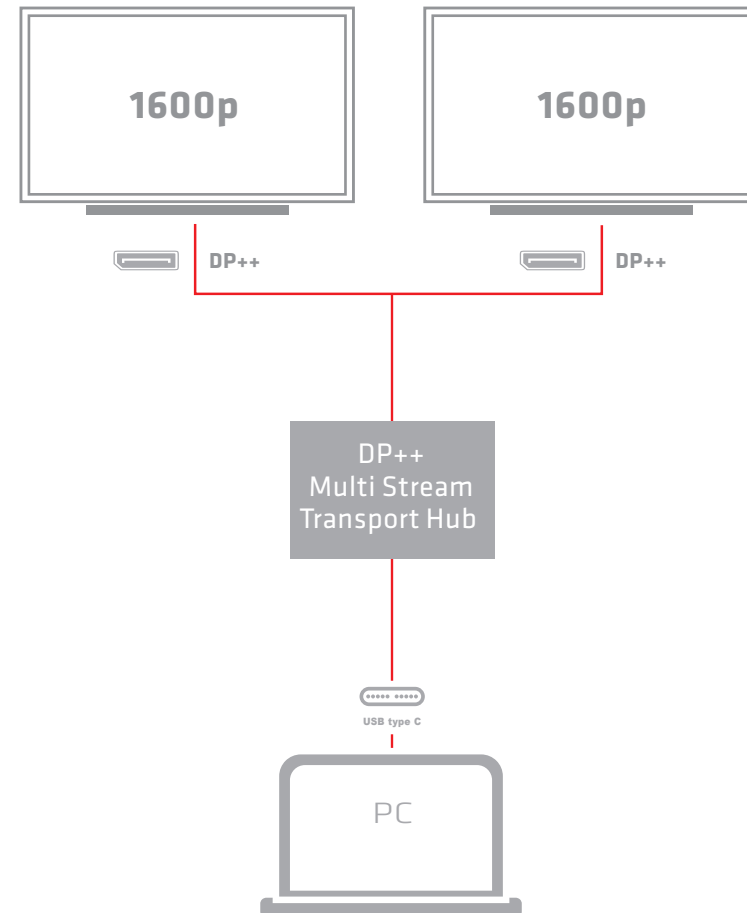 1600p
1600p
DP++
DP++
DP++
Multi Stream
Transport Hub
USB type C
PC